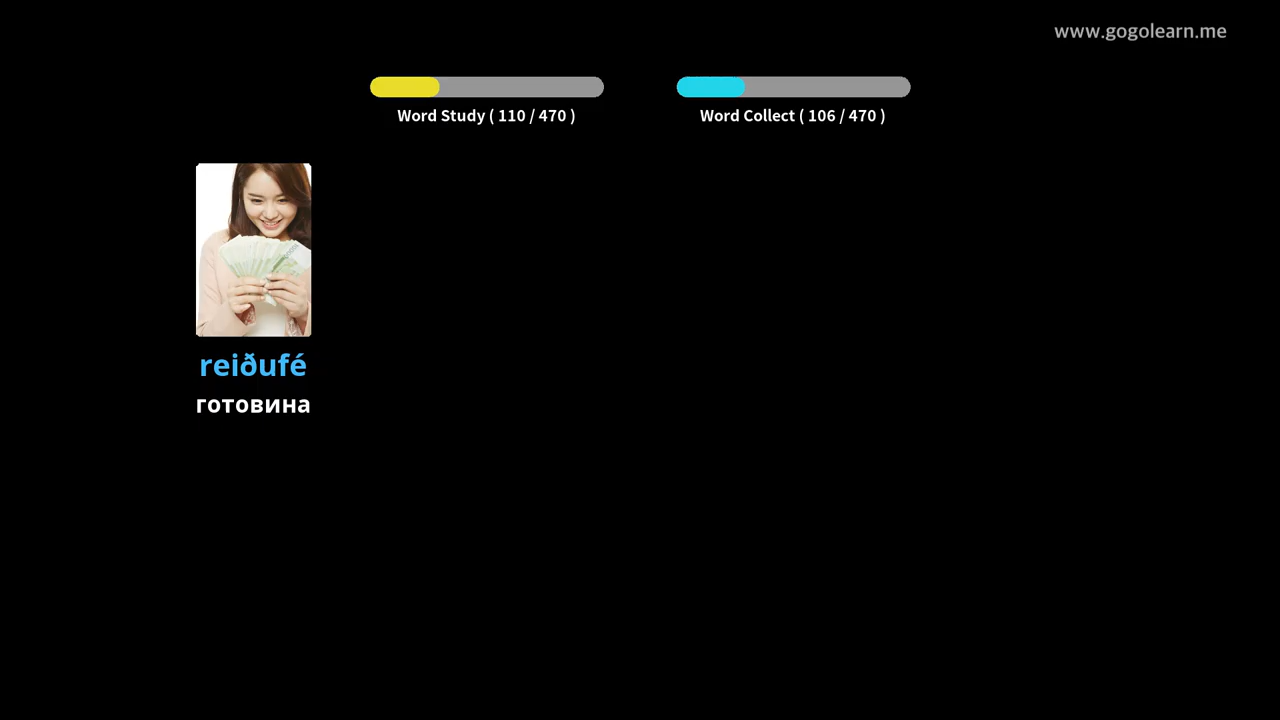 www.gogolearn.me
Word Study ( 110 / 470 )
Word Collect ( 106 / 470 )
reiðufé
готовина